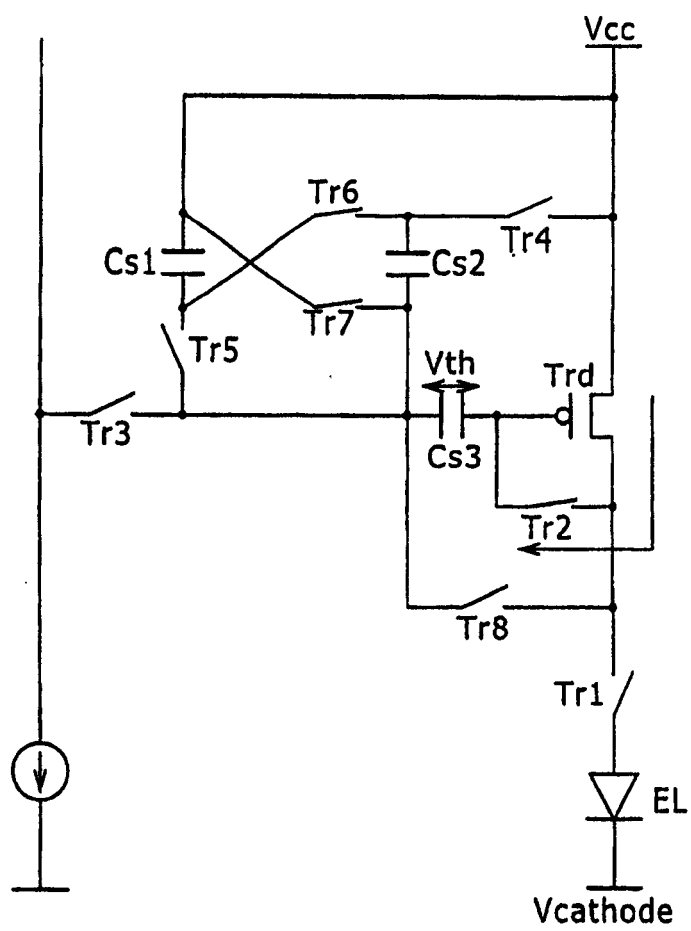 Vcc
Tr6
Tr4
Cs1
Cs2
Tr7
Tr5
Vth
Trd
Tr3
Cs3
Tr2
Tr8
Tr1
EL
Vcathode